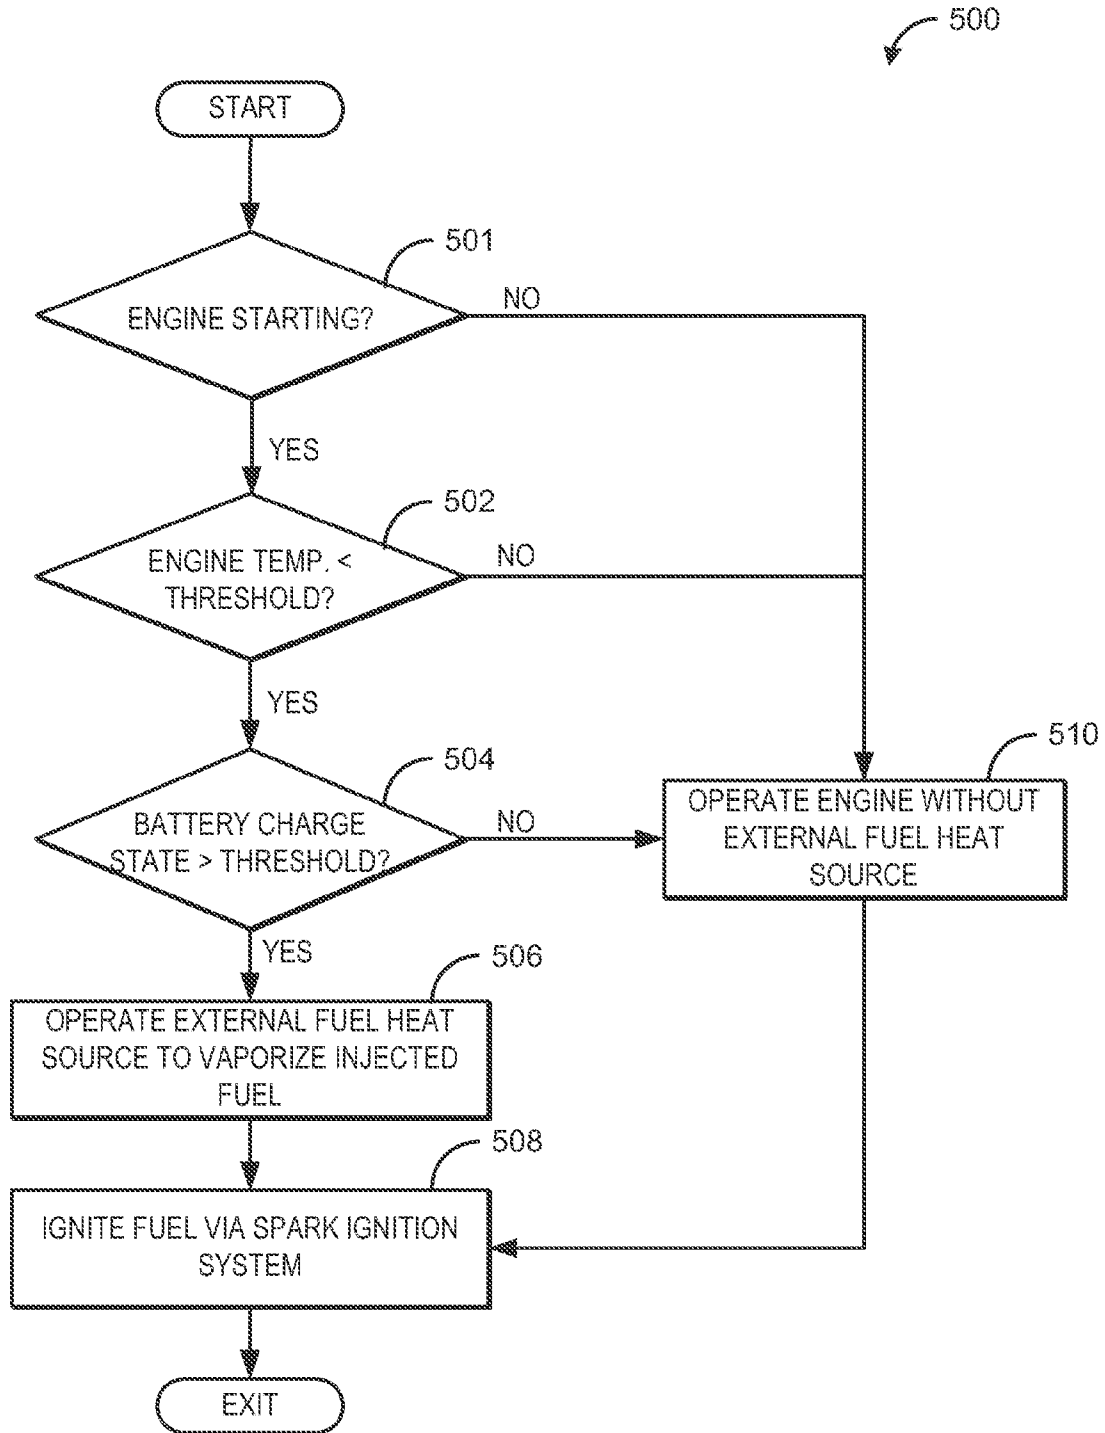 500
START
501
ENGINE STARTING?
NO
YES
502
ENGINE TEMP. <
THRESHOLD?
NO
YES
504
BATTERY CHARGE
STATE > THRESHOLD?
NO
510
OPERATE ENGINE WITHOUT
EXTERNAL FUEL HEAT
SOURCE
YES
506
OPERATE EXTERNAL FUEL HEAT
SOURCE TO VAPORIZE INJECTED
FUEL
508
IGNITE FUEL VIA SPARK IGNITION
SYSTEM
EXIT